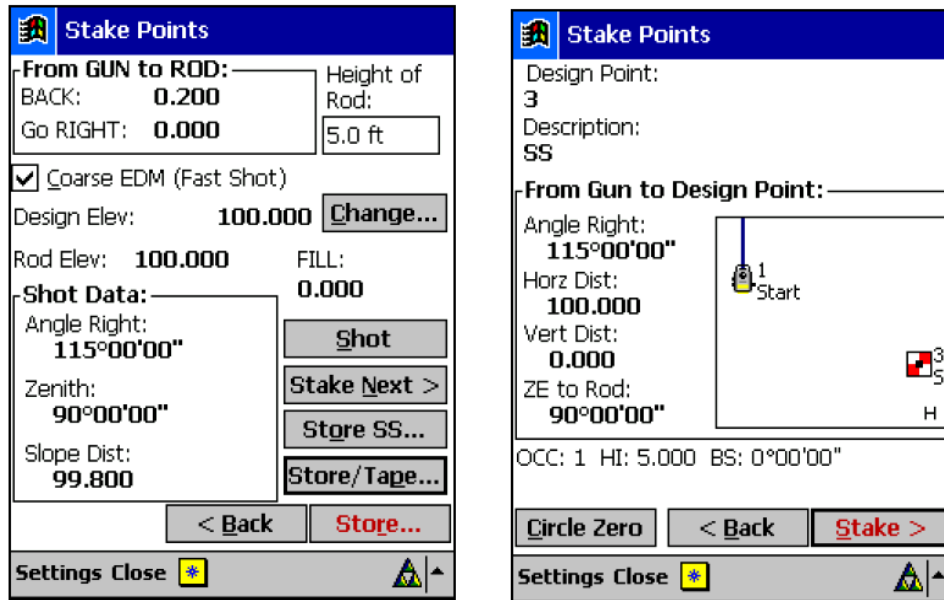 Stake Points
From GUN to ROD:
BACK: 0.200
Go RIGHT: 0.000
Height of
Rod:
5.0 ft
Coarse EDM (Fast Shot)
Design Elev: 100.000 Change...
Rod Elev: 100.000 FILL:
0.000
Shot Data:
Angle Right:
115°00'00"
Zenith:
90°00'00"
Slope Dist:
99.800
Shot
Stake Next >
Store SS...
Store/Tape...
< Back Store...
Settings Close
Stake Points
Design Point:
3
Description:
SS
From Gun to Design Point:
Angle Right:
115°00'00"
Horz Dist:
100.000
Vert Dist:
0.000
ZE to Rod:
90°00'00"
1
Start
3
S
H
OCC: 1 HI: 5.000 BS: 0°00'00"
Circle Zero < Back Stake >
Settings Close